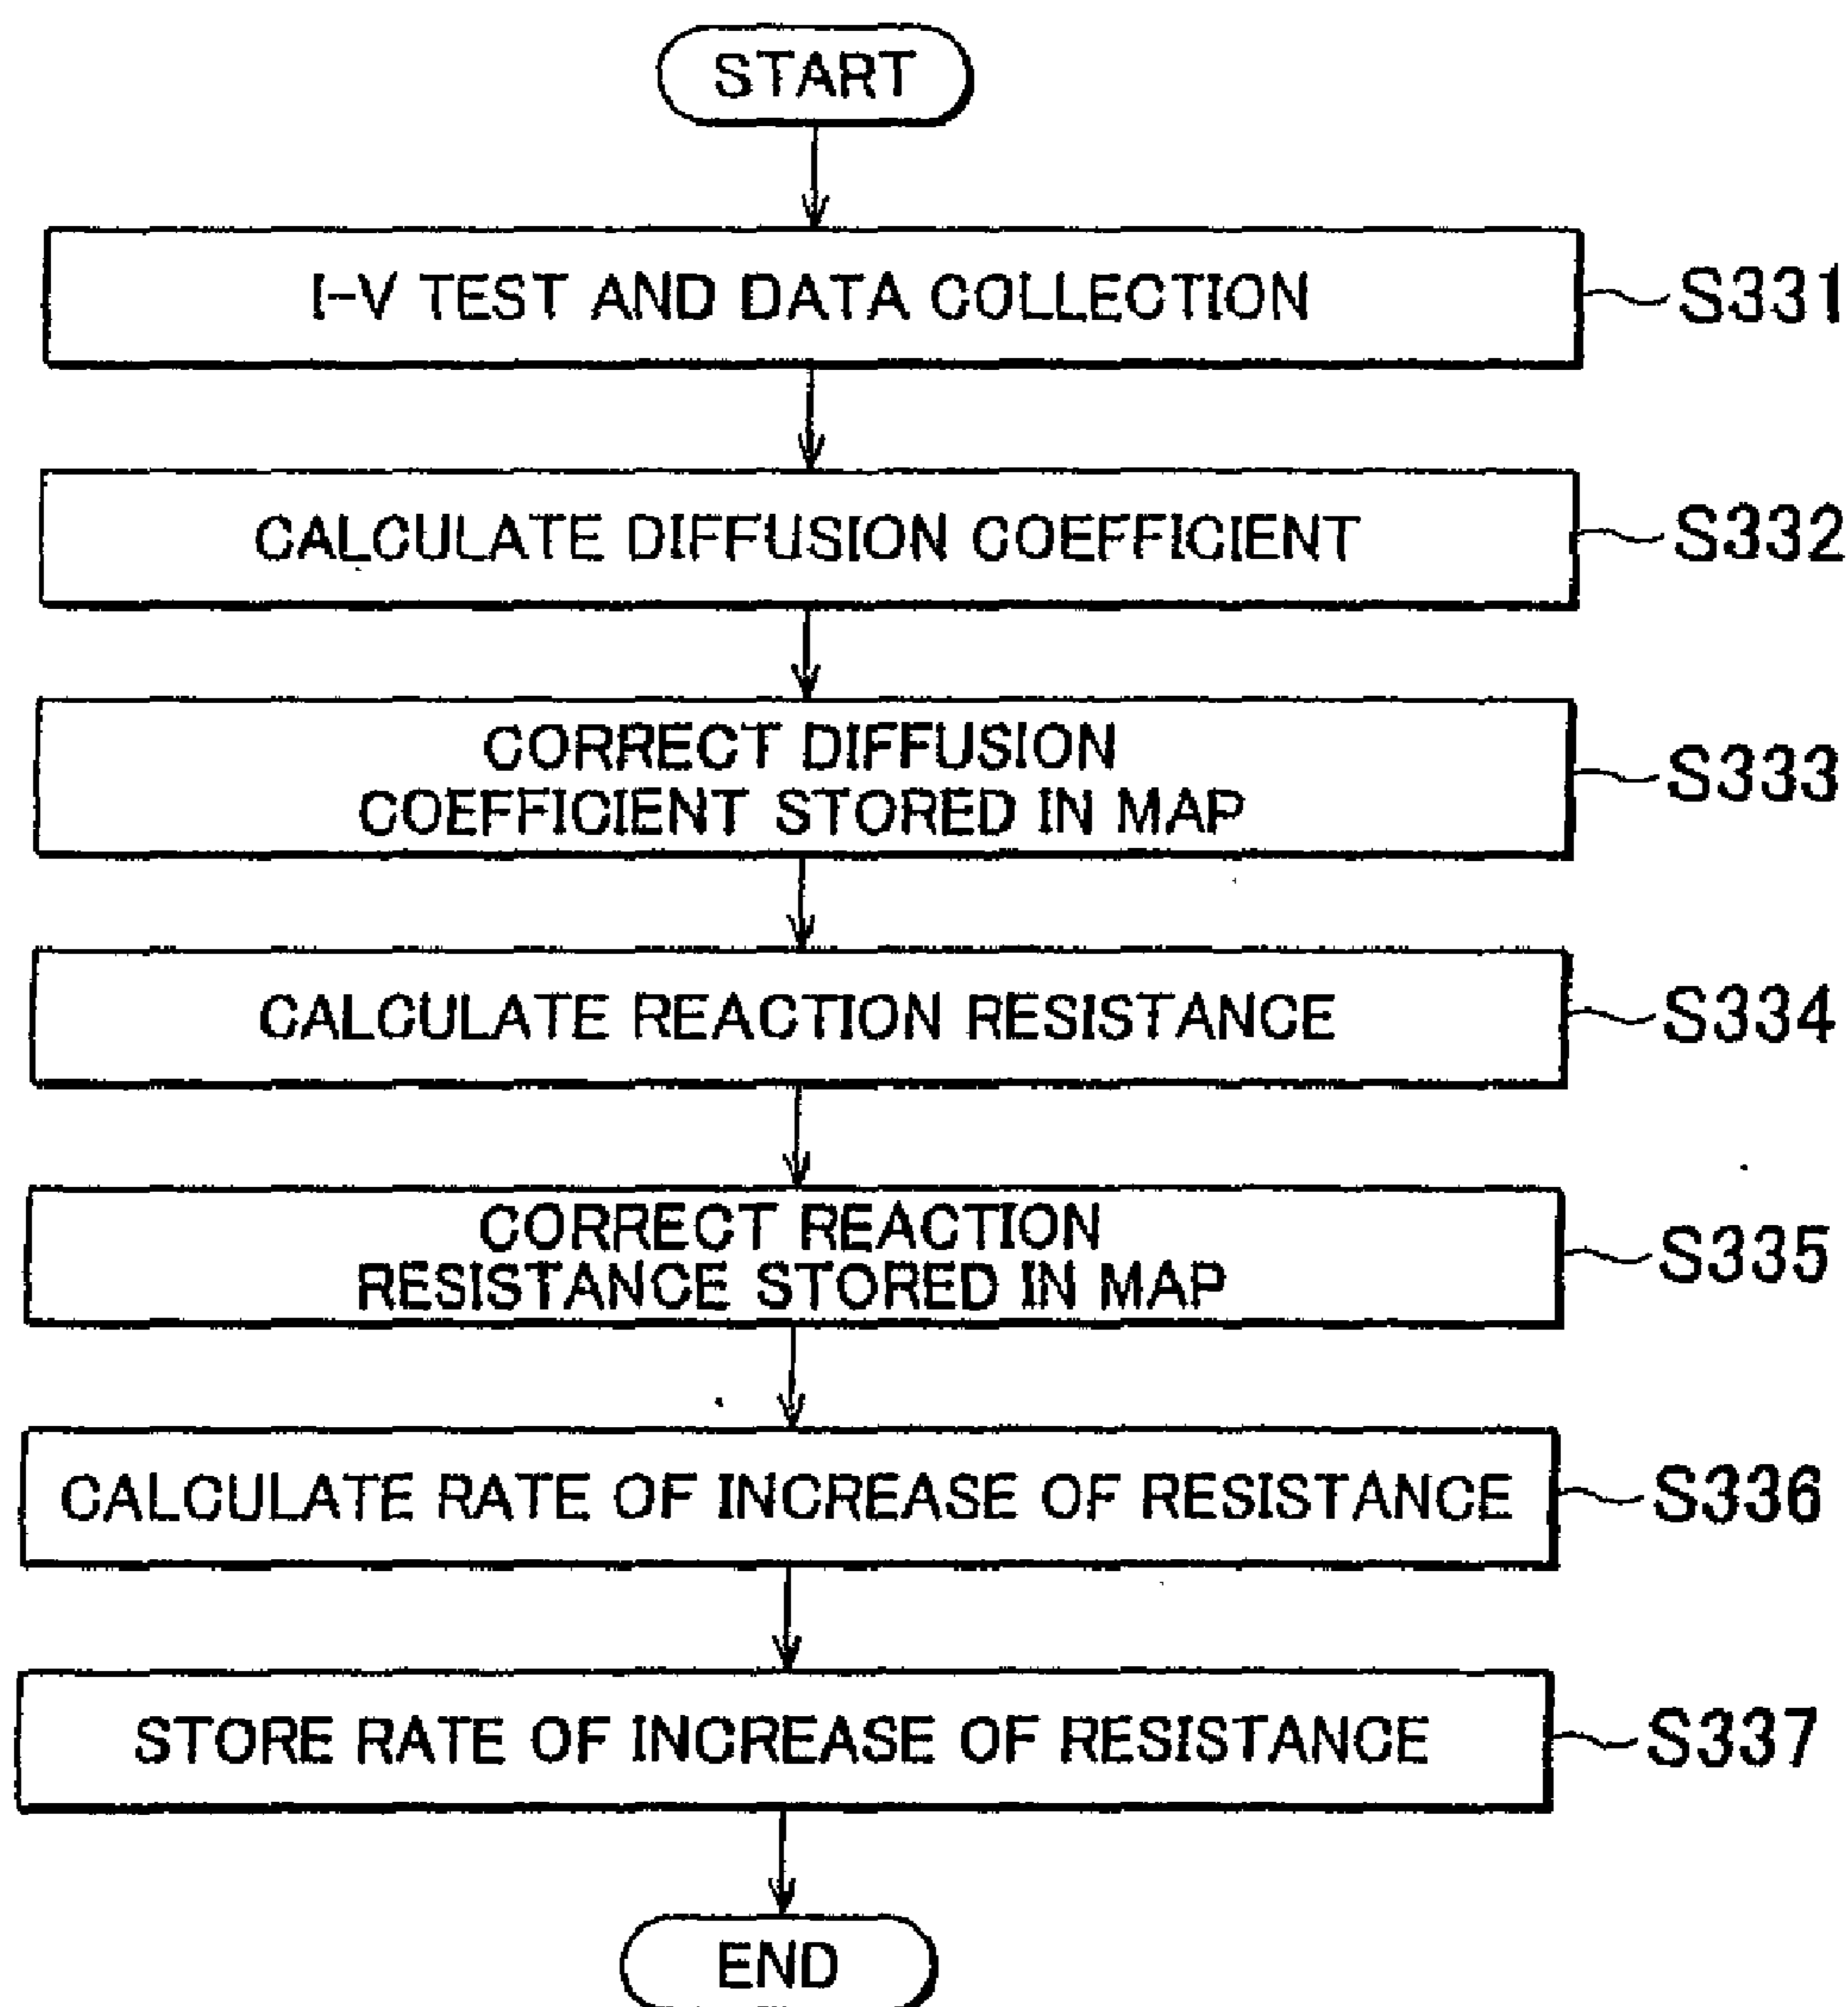 START
I-V TEST AND DATA COLLECTION
S331
CALCULATE DIFFUSION COEFFICIENT
S332
CORRECT DIFFUSION
COEFFICIENT STORED IN MAP
S333
CALCULATE REACTION RESISTANCE
S334
CORRECT REACTION
RESISTANCE STORED IN MAP
S335
CALCULATE RATE OF INCREASE OF RESISTANCE
S336
STORE RATE OF INCREASE OF RESISTANCE
S337
END